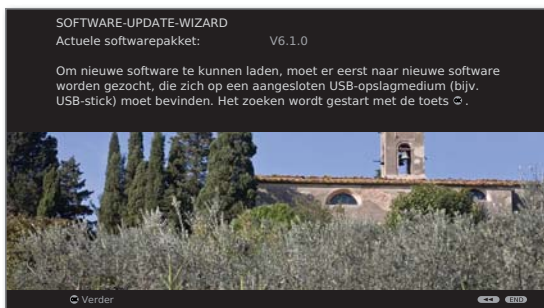 SOFTWARE-UPDATE-WIZARD
Actuele softwarepakket: V6.1.0
Om nieuwe software te kunnen laden, moet er eerst naar nieuwe software
worden gezocht, die zich op een aangesloten USB-opslagmedium (bijv.
USB-stick) moet bevinden. Het zoeken wordt gestart met de toets OK .
OK Verder END